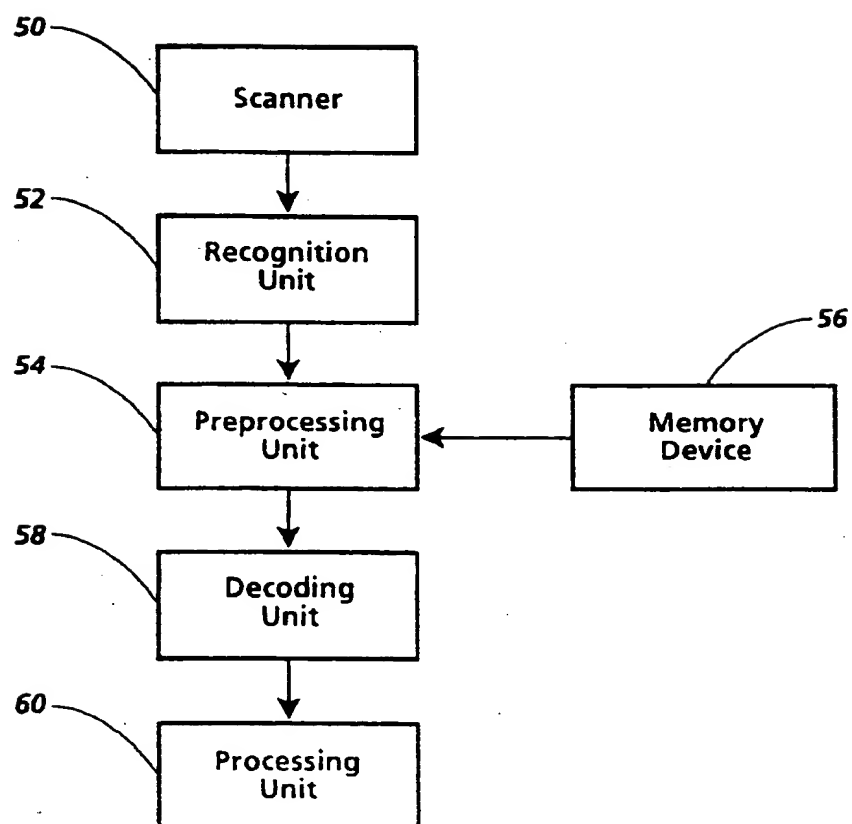 50
Scanner
52
Recognition
Unit
56
54
Preprocessing
Unit
Memory
Device
58
Decoding
Unit
60
Processing
Unit